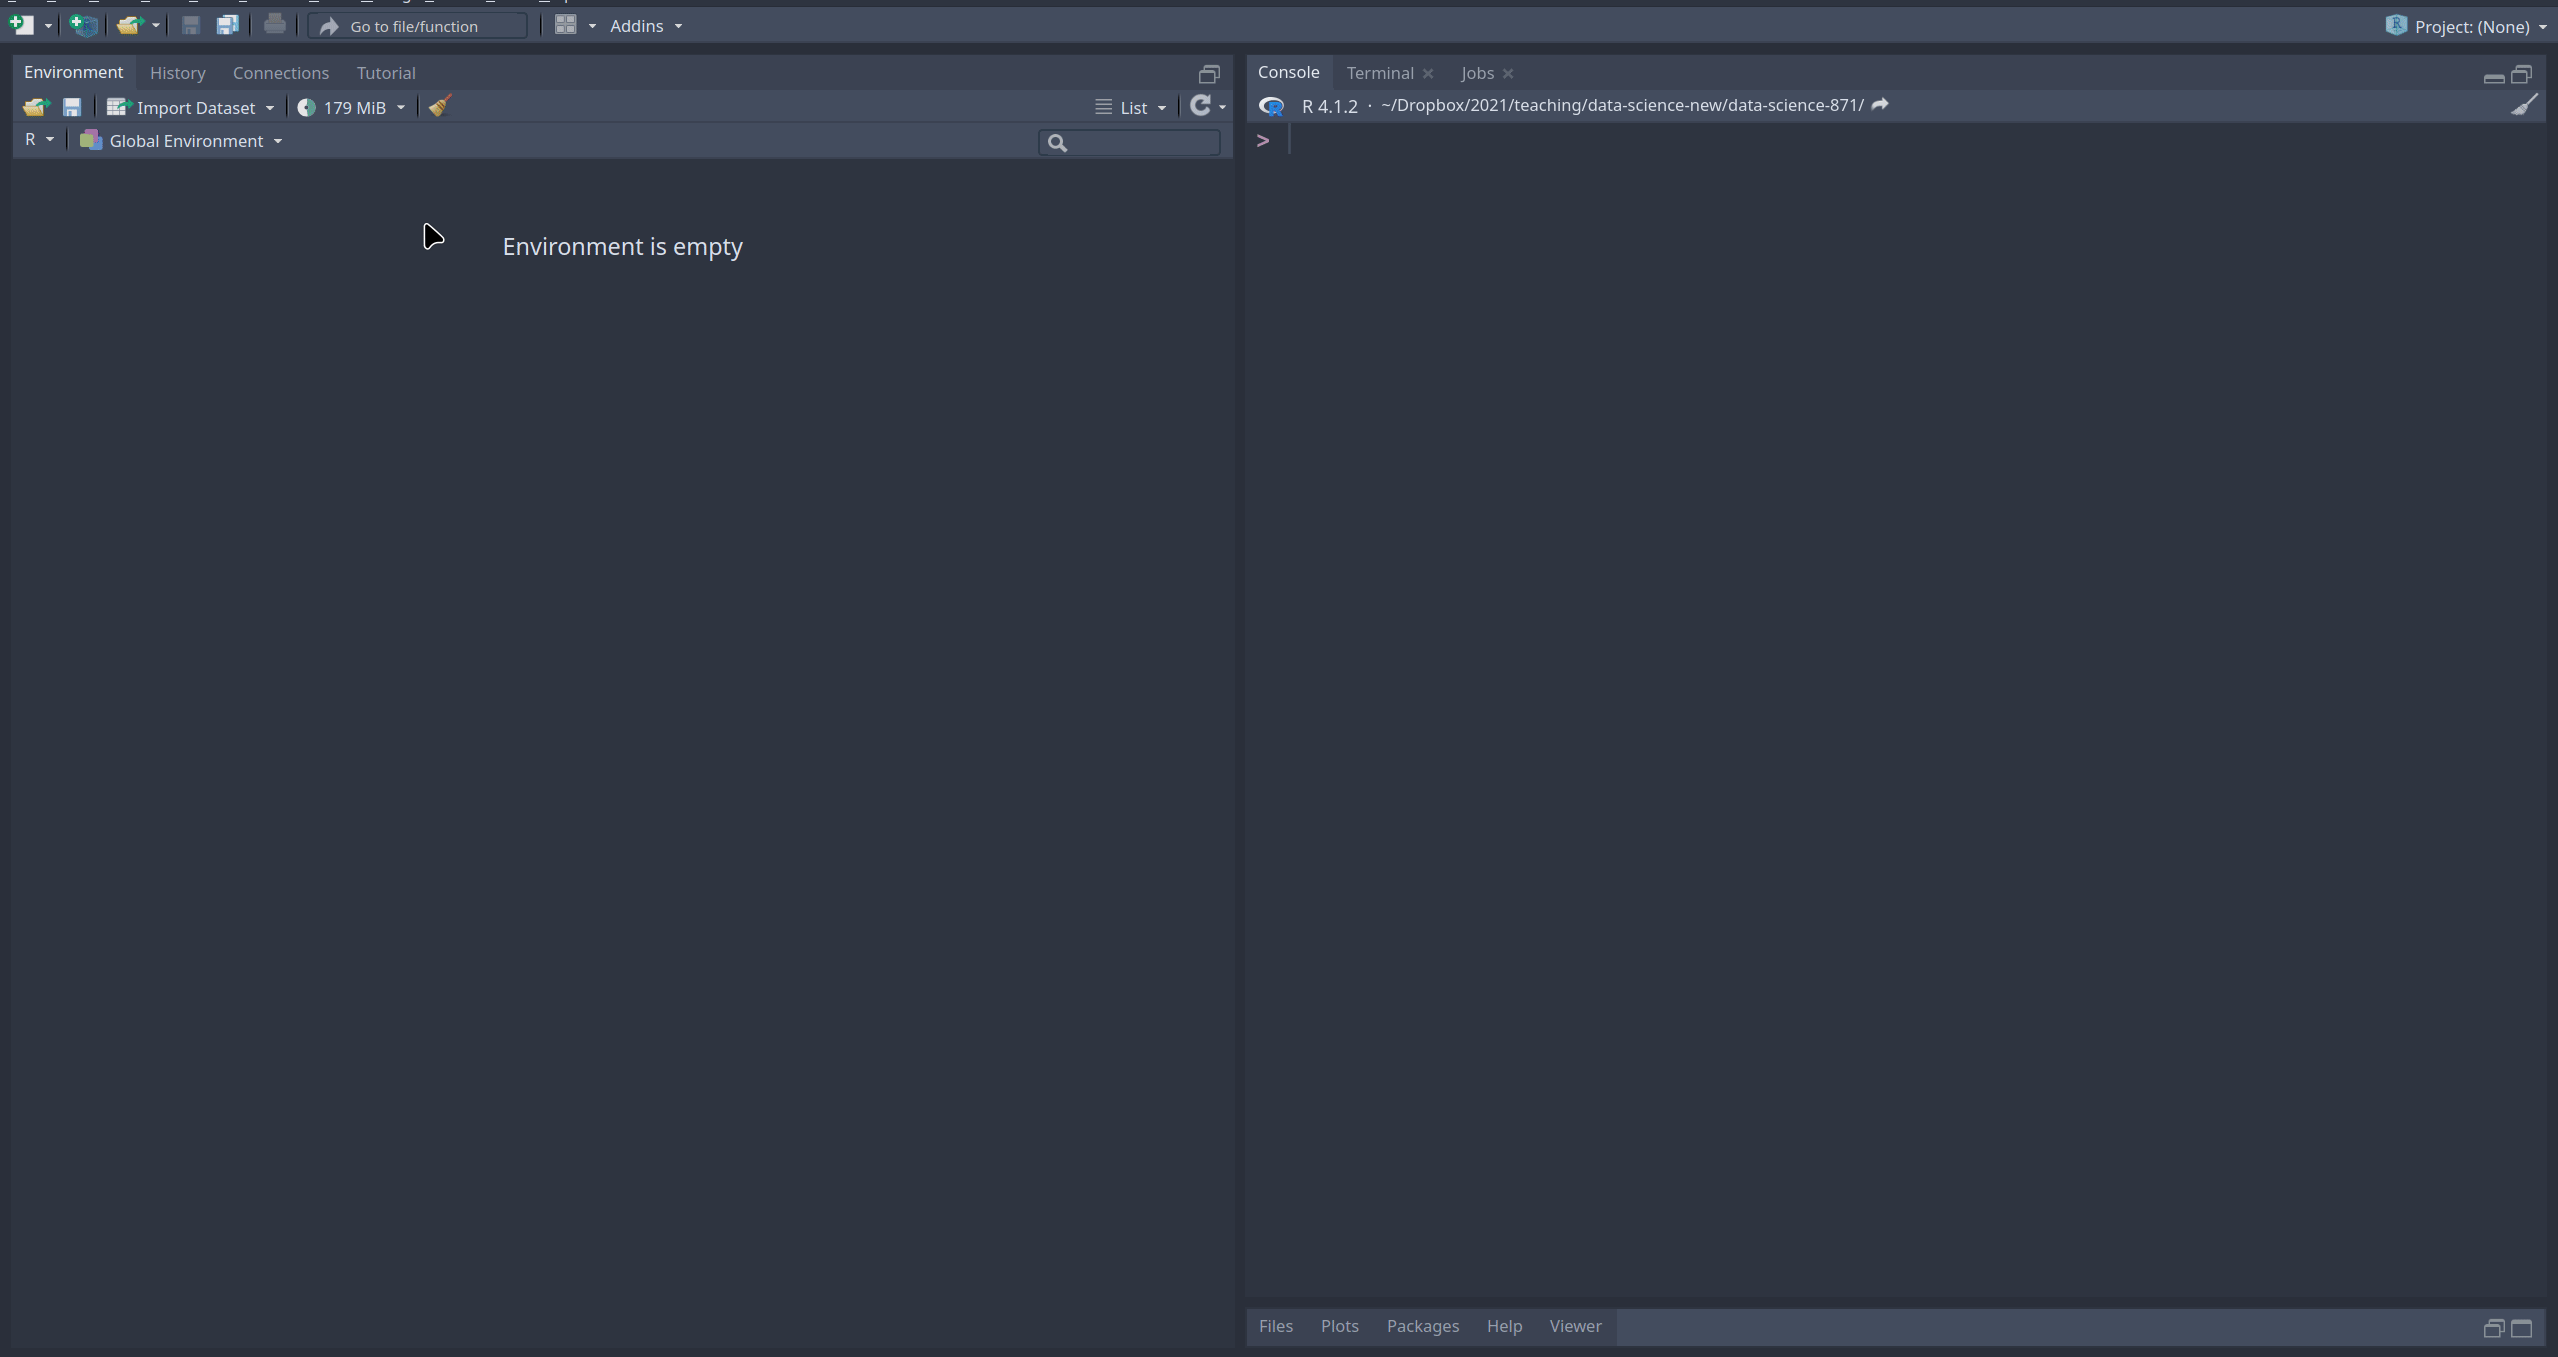 Go to file/function
Addins
Project: (None)
Environment History Connections Tutorial
Import Dataset 179 MiB List
R Global Environment
Environment is empty
Console Terminal Jobs
R 4.1.2 · ~/Dropbox/2021/teaching/data-science-new/data-science-871/
>
Files Plots Packages Help Viewer